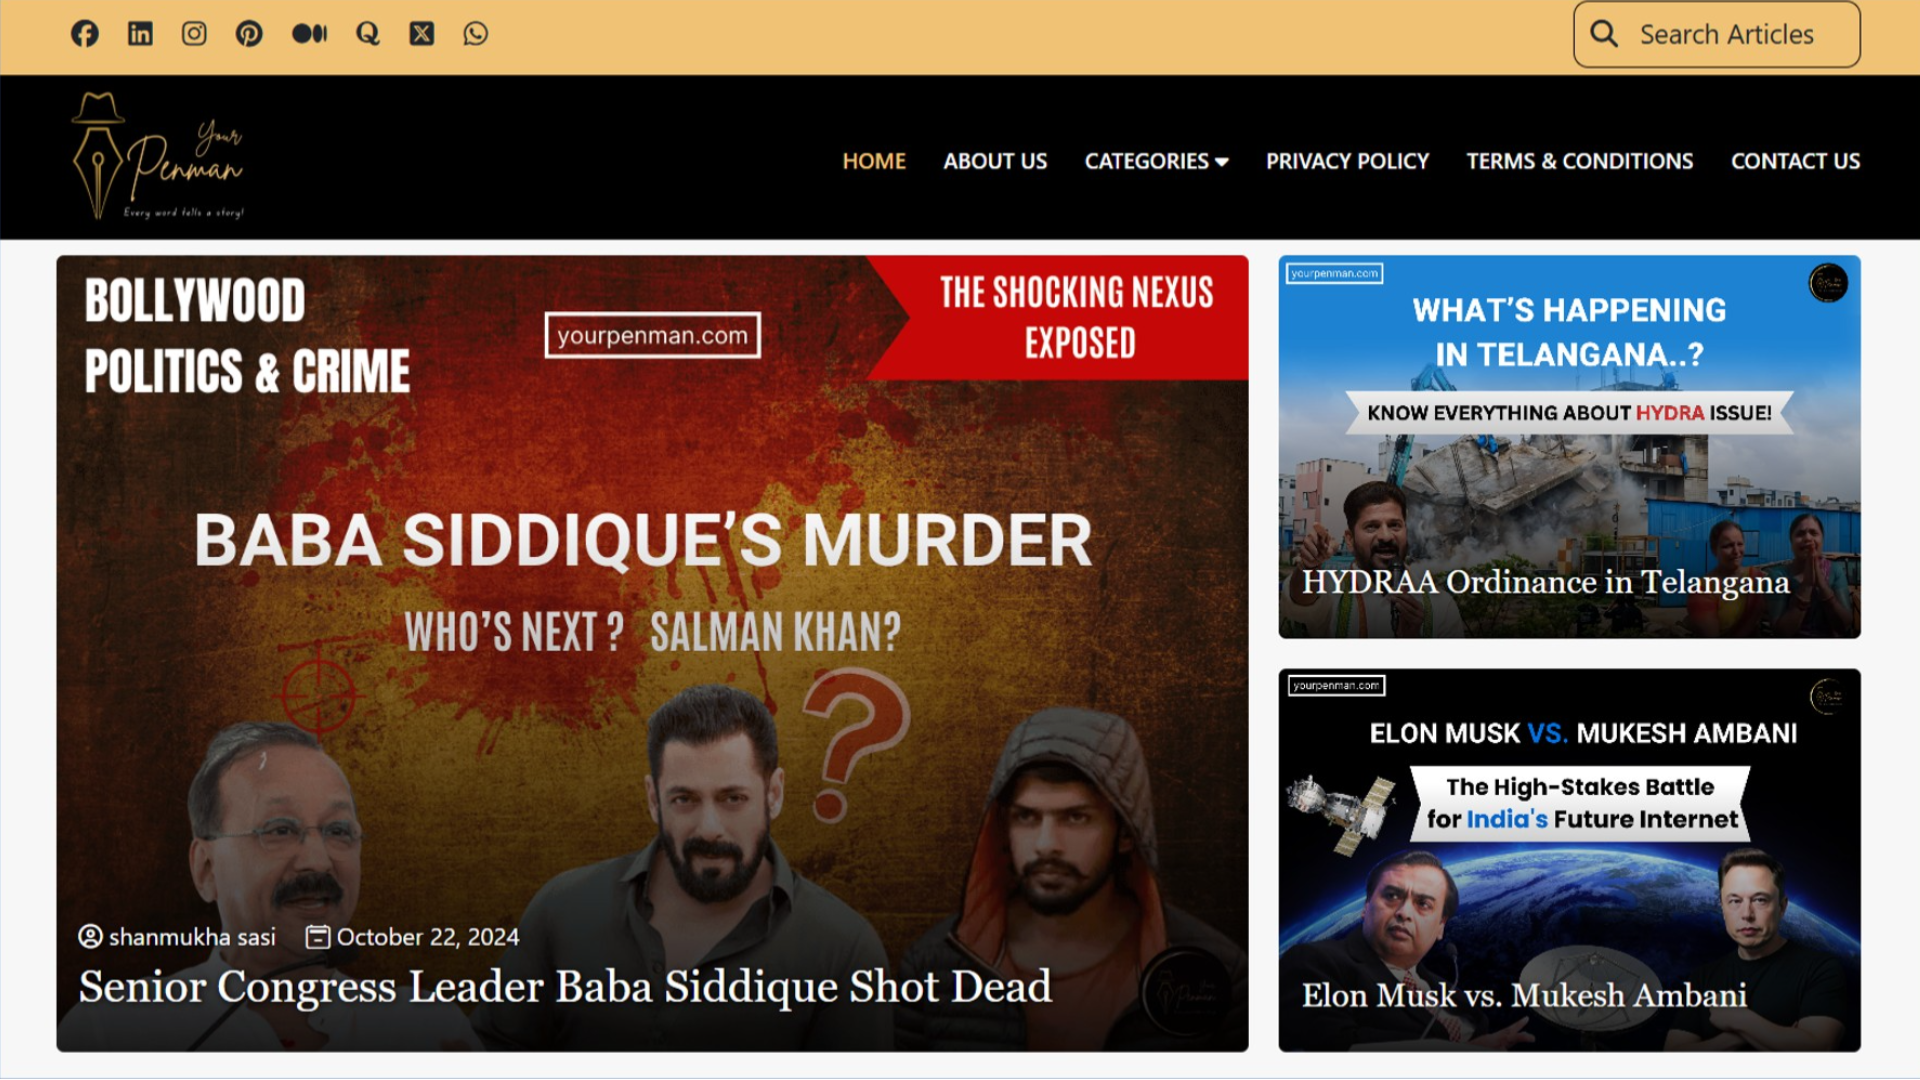 Search Articles
Your
Penman
Every word tells a story!
HOME ABOUT US CATEGORIES PRIVACY POLICY TERMS & CONDITIONS CONTACT US
BOLLYWOOD
POLITICS & CRIME
yourpenman.com
THE SHOCKING NEXUS
EXPOSED
BABA SIDDIQUE'S MURDER
WHO'S NEXT ? SALMAN KHAN?
shanmukha sasi October 22, 2024
Senior Congress Leader Baba Siddique Shot Dead
yourpenman.com
WHAT'S HAPPENING
IN TELANGANA..?
KNOW EVERYTHING ABOUT HYDRA ISSUE!
HYDRAA Ordinance in Telangana
yourpenman.com
ELON MUSK VS. MUKESH AMBANI
The High-Stakes Battle
for India's Future Internet
Elon Musk vs. Mukesh Ambani